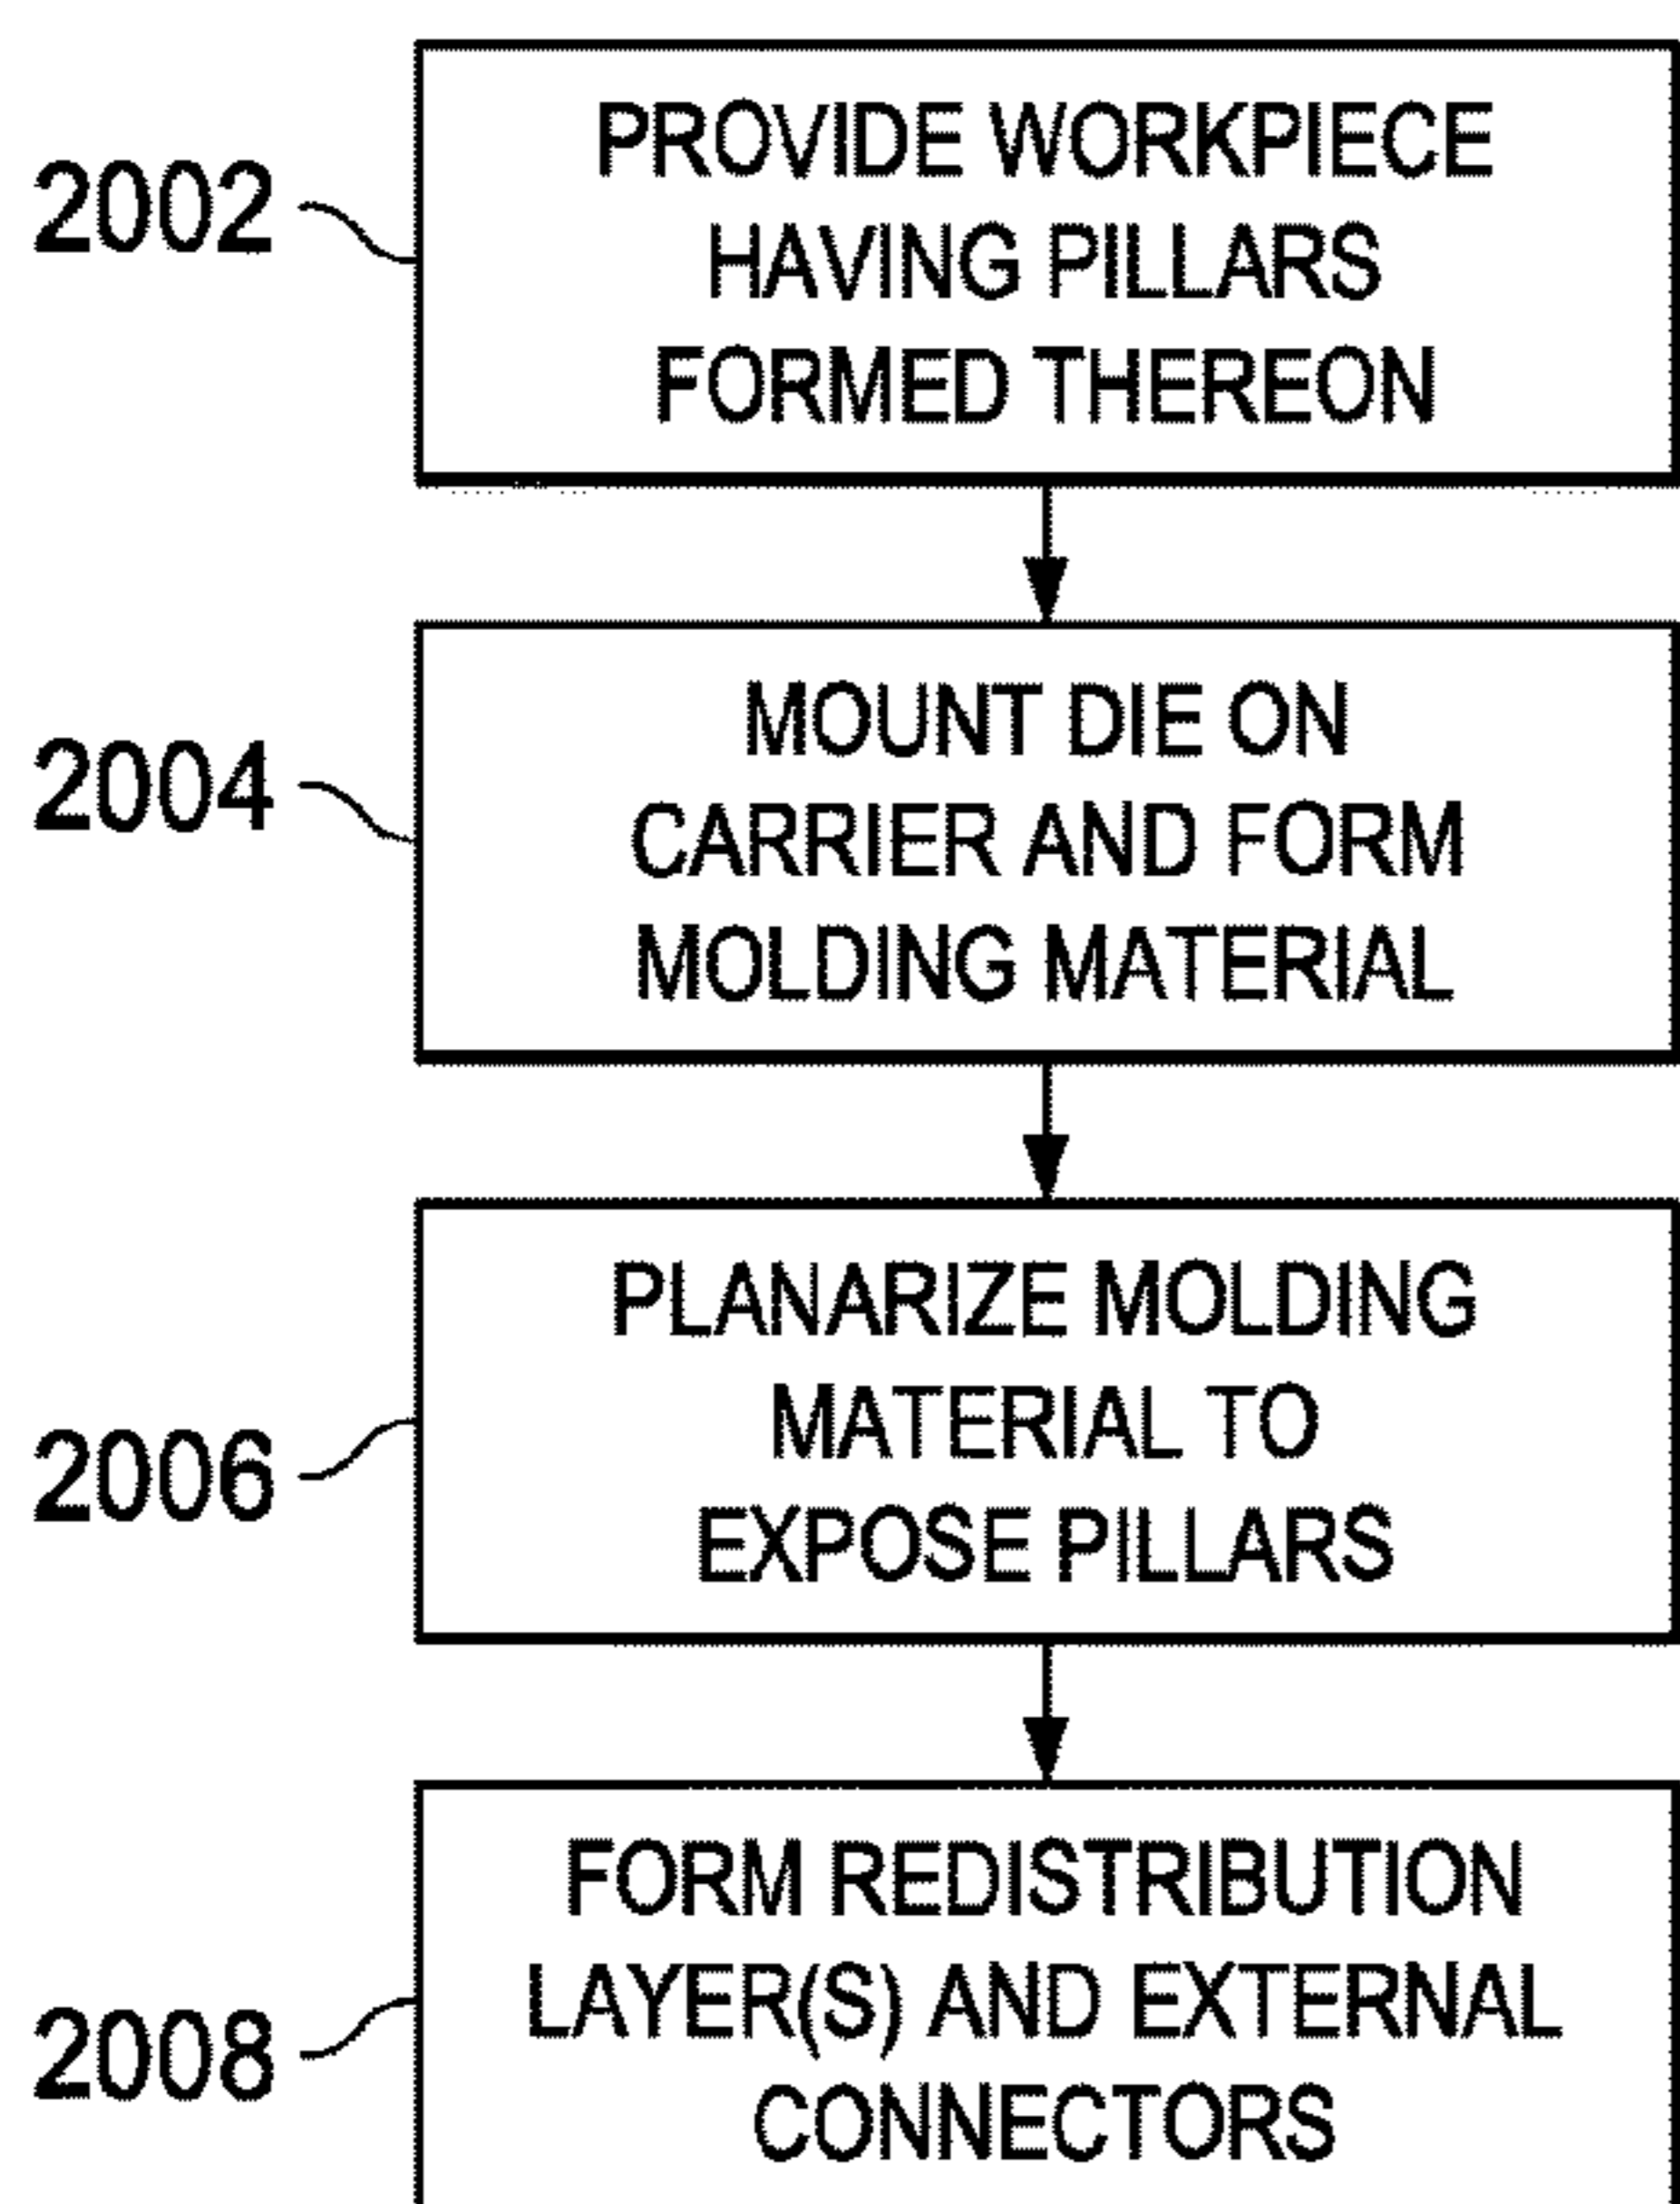 2002
PROVIDE WORKPIECE
HAVING PILLARS
FORMED THEREON
2004
MOUNT DIE ON
CARRIER AND FORM
MOLDING MATERIAL
2006
PLANARIZE MOLDING
MATERIAL TO
EXPOSE PILLARS
2008
FORM REDISTRIBUTION
LAYER(S) AND EXTERNAL
CONNECTORS